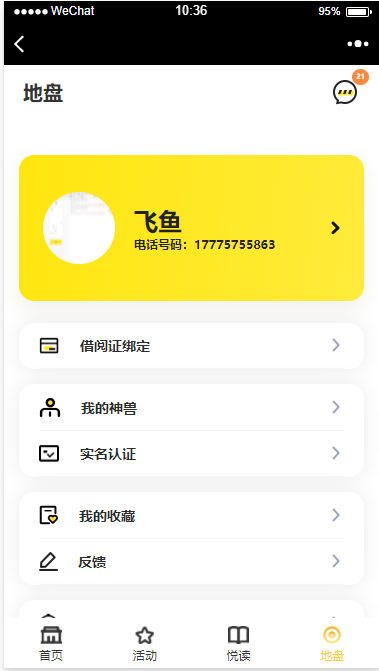 WeChat 10:36 95%
地盘
21
飞鱼
电话号码：17775755863
借阅证绑定
我的神兽
实名认证
我的收藏
反馈
首页 活动 悦读 地盘